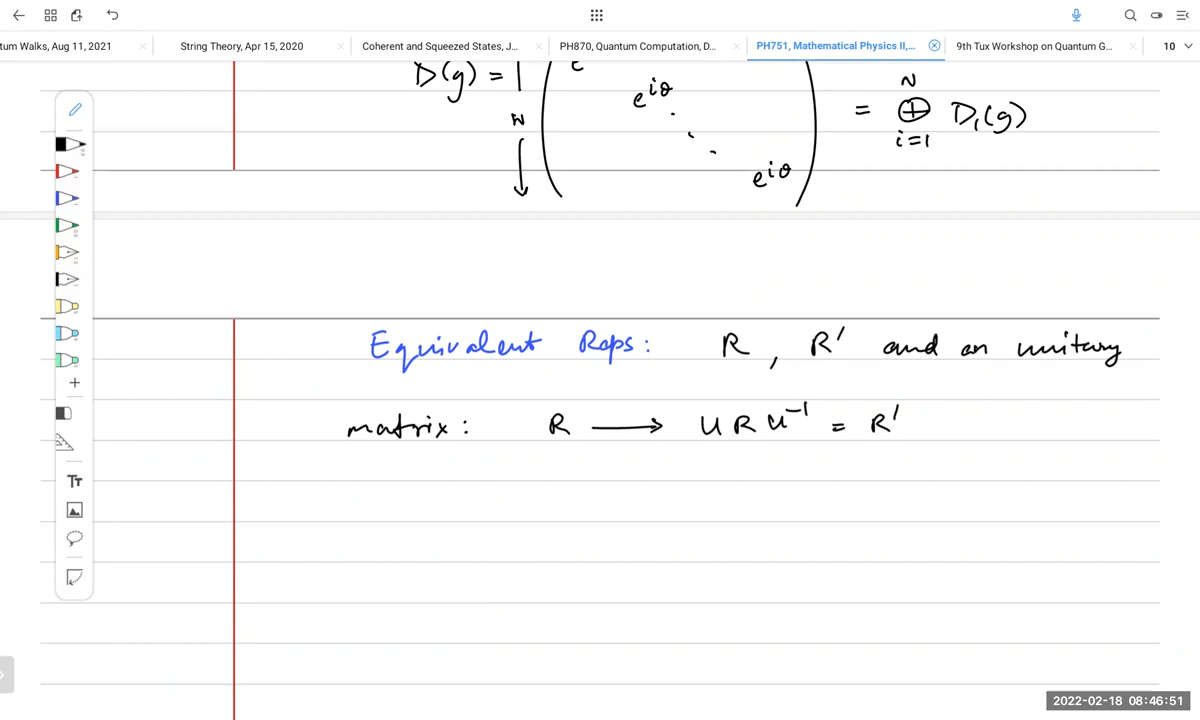 tum Walks, Aug 11, 2021
String Theory, Apr 15, 2020
Coherent and Squeezed States, J...
PH870, Quantum Computation, D...
PH751, Mathematical Physics II,...
9th Tux Workshop on Quantum G...
10
D(g) =
N
e^{iθ}
e^{iθ}
= ⊕_{i=1}^{N} D₁(g)
Equivalent Reps: R, R' and an unitary
matrix: R ⟶ U R U⁻¹ = R'
Tт
2022-02-18 08:46:51